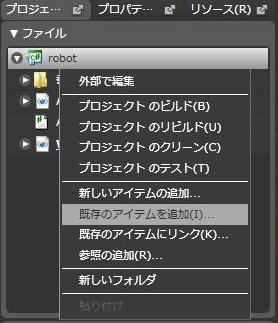 プロジェ... プロパテ... リソース(R)
▼ ファイル
robot
外部で編集
プロジェクト のビルド(B)
プロジェクト のリビルド(U)
プロジェクト のクリーン(C)
プロジェクト のテスト(T)
新しいアイテムの追加...
既存のアイテムを追加(I)...
既存のアイテムにリンク(K)...
参照の追加(R)...
新しいフォルダ
貼り付け